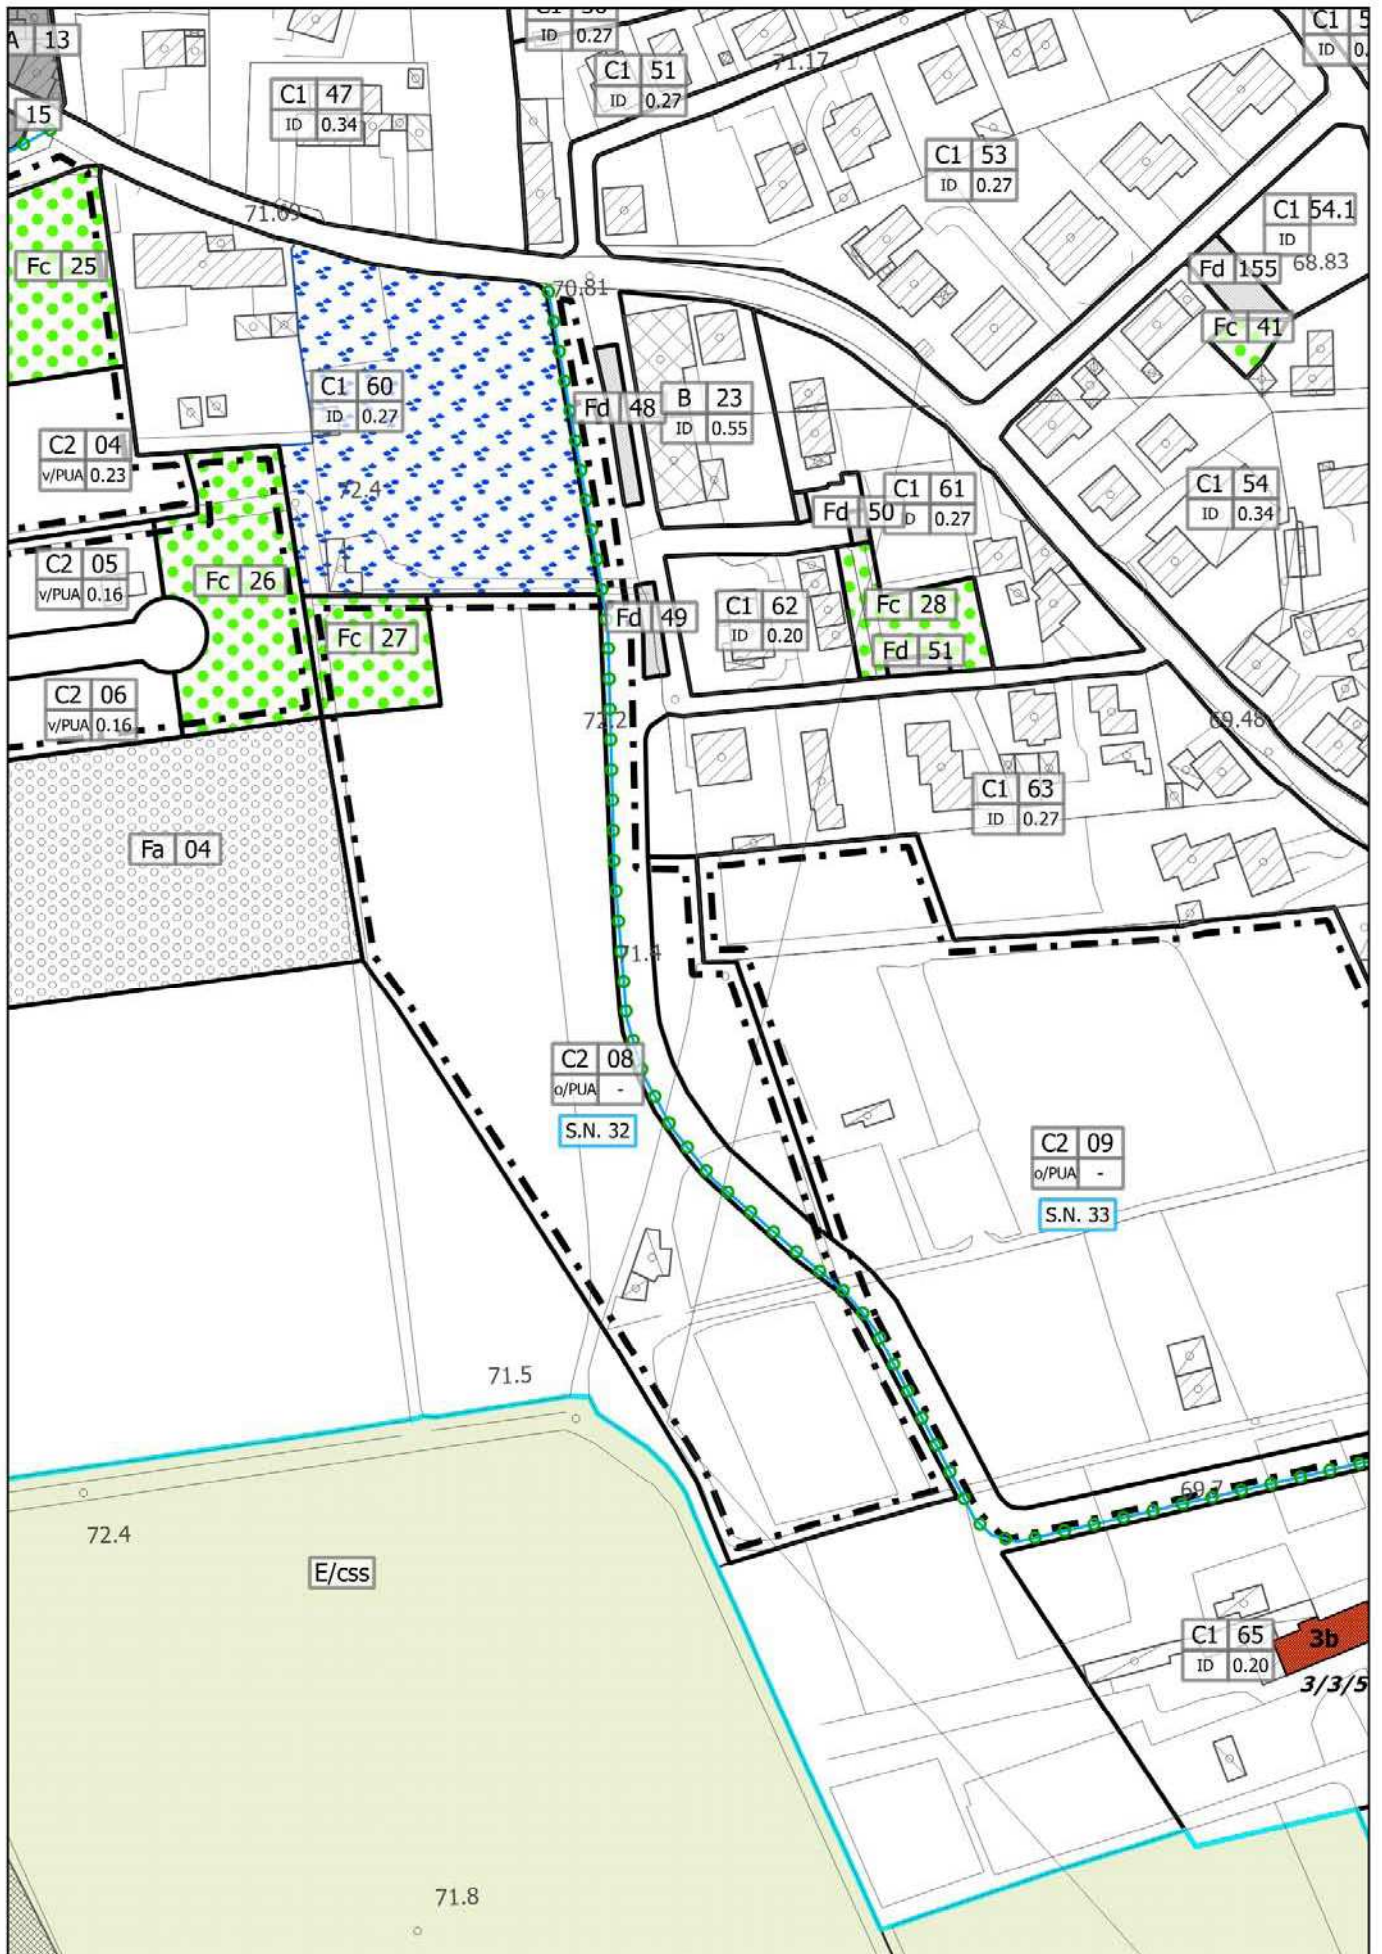 A 13
ID 0.27
C1 51
ID 0.27
71.17
15
C1 47
ID 0.34
C1 53
ID 0.27
71.69
C1 54.1
ID
Fc 25
Fd 155
68.83
70.81
Fc 41
C1 60
ID 0.27
Fd 48
B 23
ID 0.55
C2 04
v/PUA 0.23
72.4
C1 61
0.27
C1 54
ID 0.34
Fd 50
C2 05
v/PUA 0.16
Fc 26
Fd 49
C1 62
ID 0.20
Fc 28
Fc 27
Fd 51
C2 06
v/PUA 0.16
72.2
69.48
C1 63
ID 0.27
Fa 04
71.4
C2 08
o/PUA -
S.N. 32
C2 09
o/PUA -
S.N. 33
71.5
69.7
72.4
E/css
C1 65
ID 0.20
3b
3/3/5
71.8